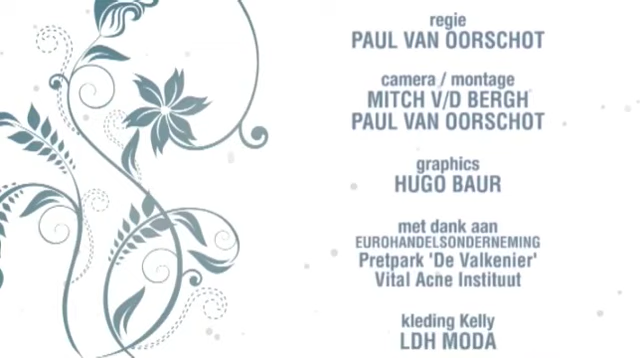 regie
PAUL VAN OORSCHOT
camera / montage
MITCH V/D BERGH
PAUL VAN OORSCHOT
graphics
HUGO BAUR
met dank aan
EUROHANDELSONDERNEMING
Pretpark 'De Valkenier'
Vital Acne Instituut
kleding Kelly
LDH MODA